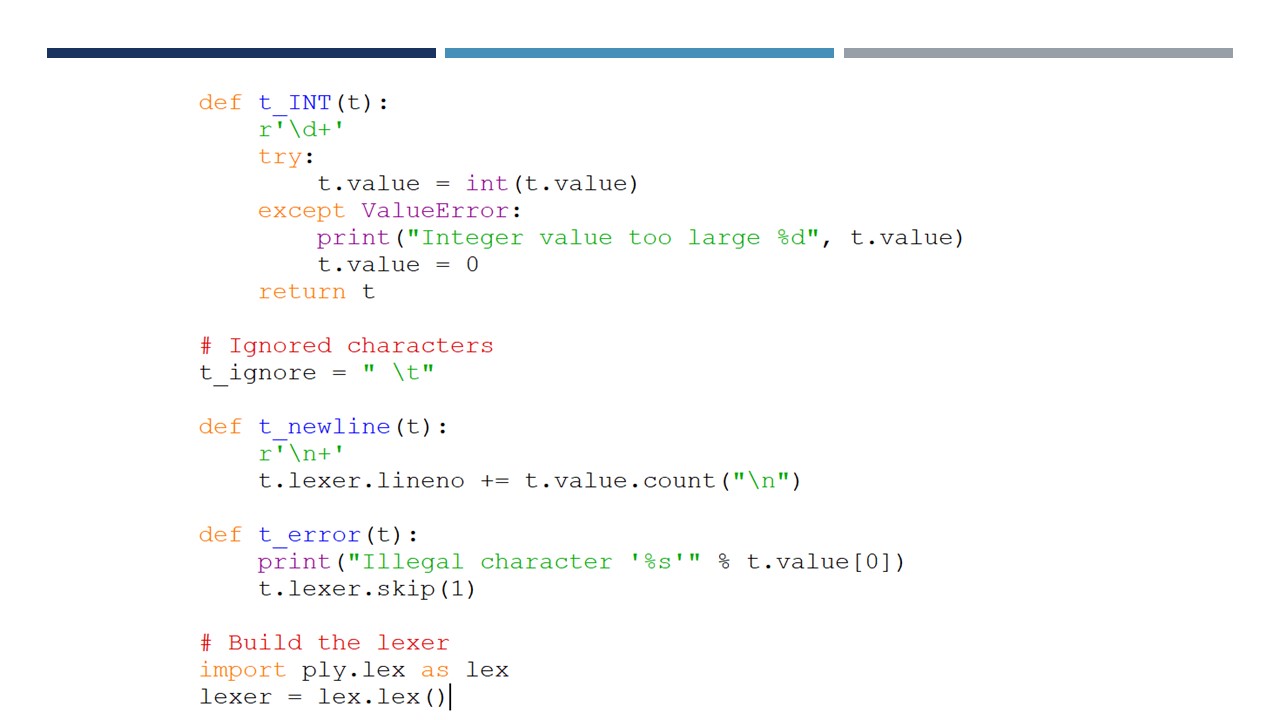 def t_INT(t):
    r'\d+'
    try:
        t.value = int(t.value)
    except ValueError:
        print("Integer value too large %d", t.value)
        t.value = 0
    return t

# Ignored characters
t_ignore = " \t"

def t_newline(t):
    r'\n+'
    t.lexer.lineno += t.value.count("\n")

def t_error(t):
    print("Illegal character '%s'" % t.value[0])
    t.lexer.skip(1)

# Build the lexer
import ply.lex as lex
lexer = lex.lex()